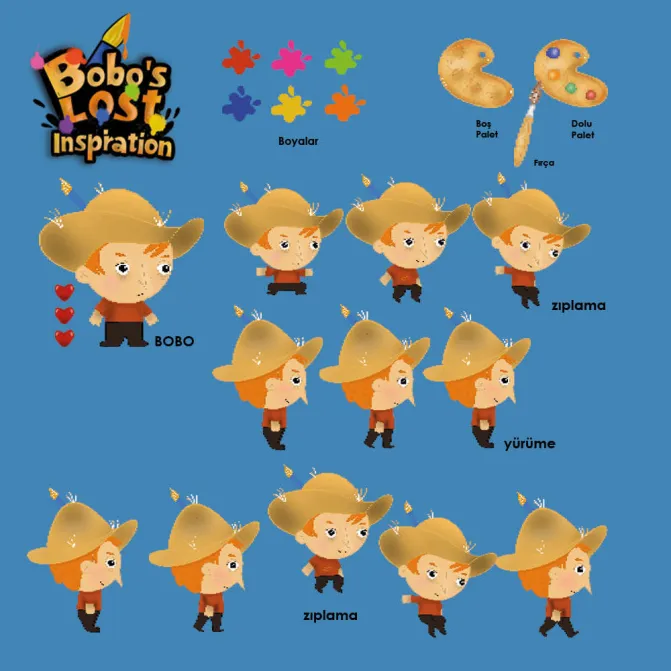 Bobo's
Lost
Inspiration
Boyalar
Boş
Palet
Dolu
Palet
Fırça
BOBO
zıplama
yürüme
zıplama